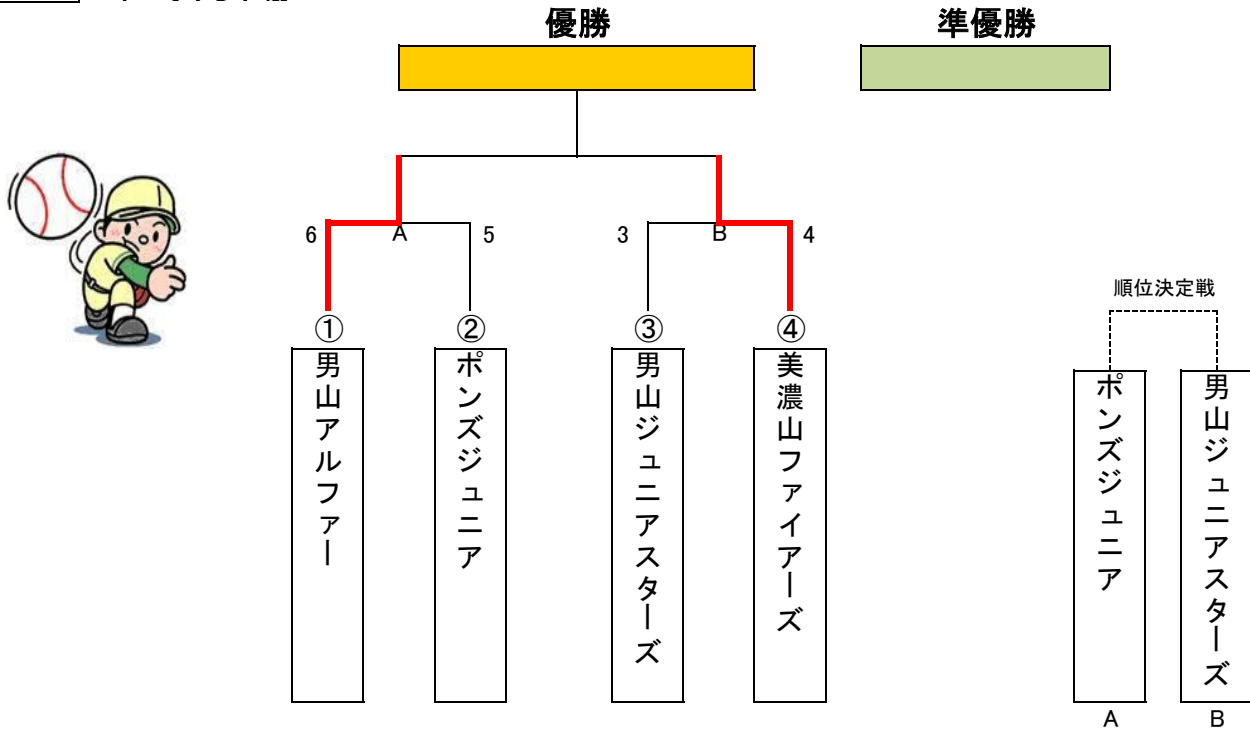 優勝
準優勝
6
A
5
3
B
4
順位決定戦
①
②
③
④
男山アルファー
ポンズジュニア
男山ジュニアスターズ
美濃山ファイアーズ
ポンズジュニア
男山ジュニアスターズ
A
B